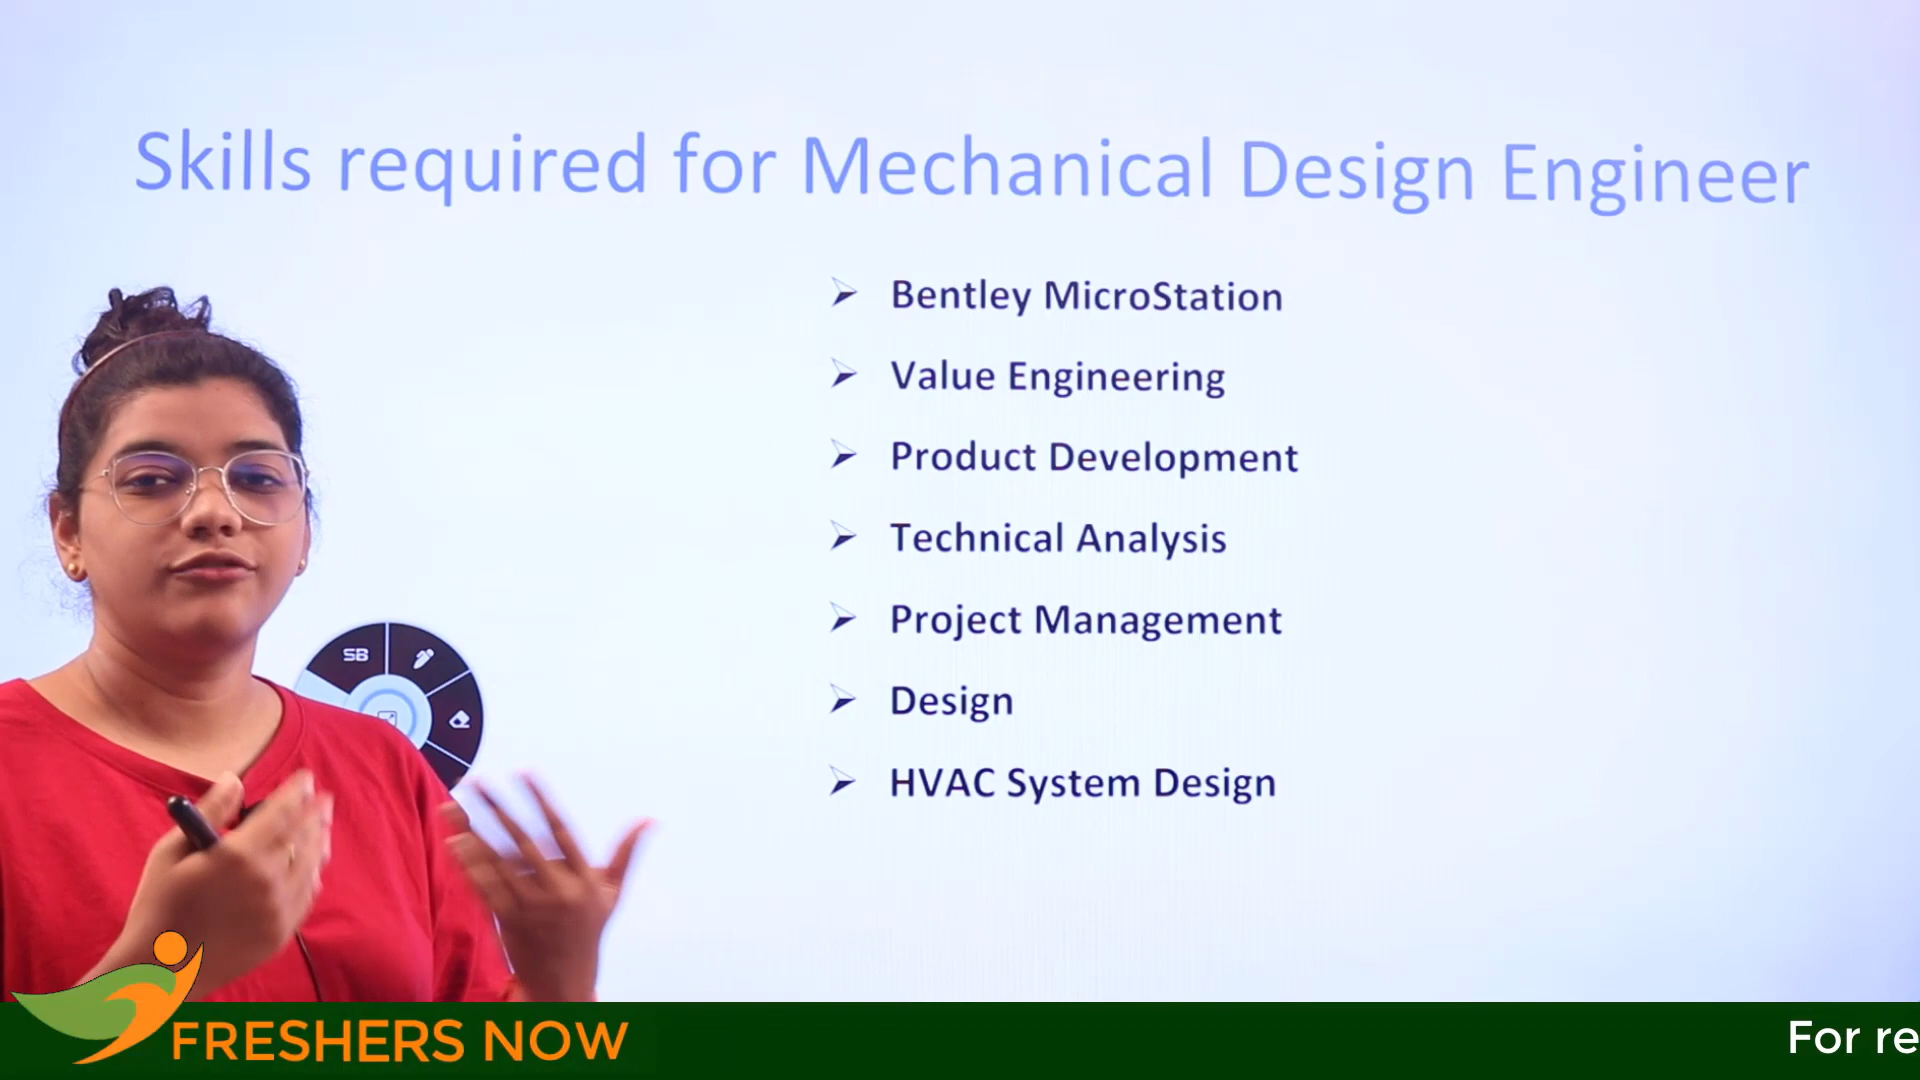 Skills required for Mechanical Design Engineer
Bentley MicroStation
Value Engineering
Product Development
Technical Analysis
Project Management
Design
HVAC System Design
SB
FRESHERS NOW
For re